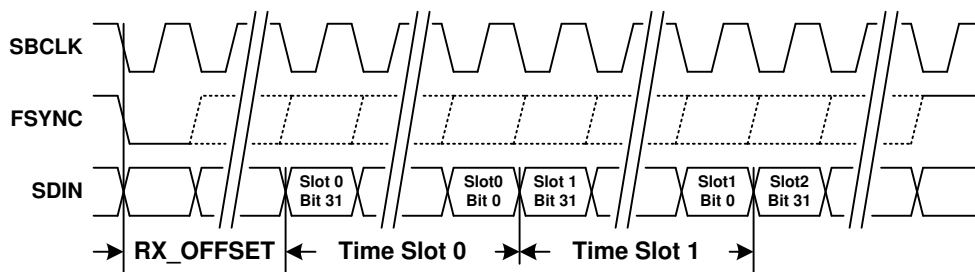 SBCLK
FSYNC
SDIN
Slot 0
Bit 31
Slot0
Bit 0
Slot 1
Bit 31
Slot1
Bit 0
Slot2
Bit 31
RX_OFFSET
Time Slot 0
Time Slot 1